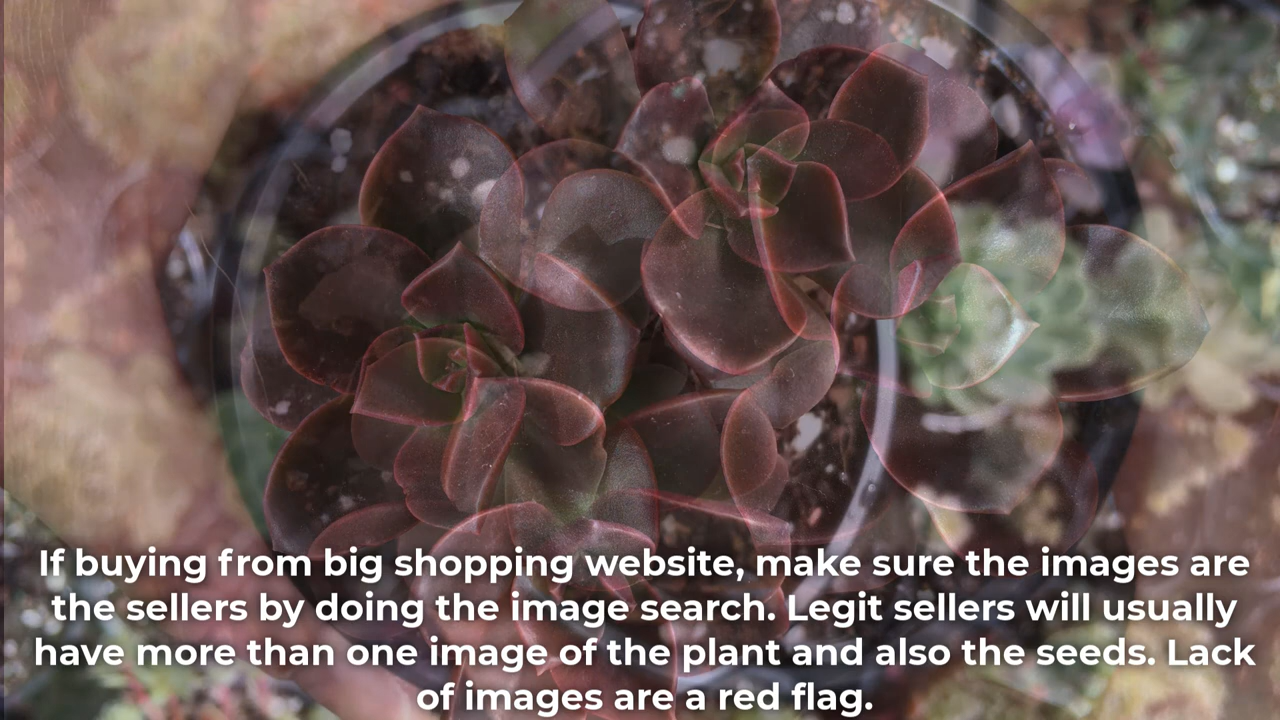 If buying from big shopping website, make sure the images are
the sellers by doing the image search. Legit sellers will usually
have more than one image of the plant and also the seeds. Lack
of images are a red flag.